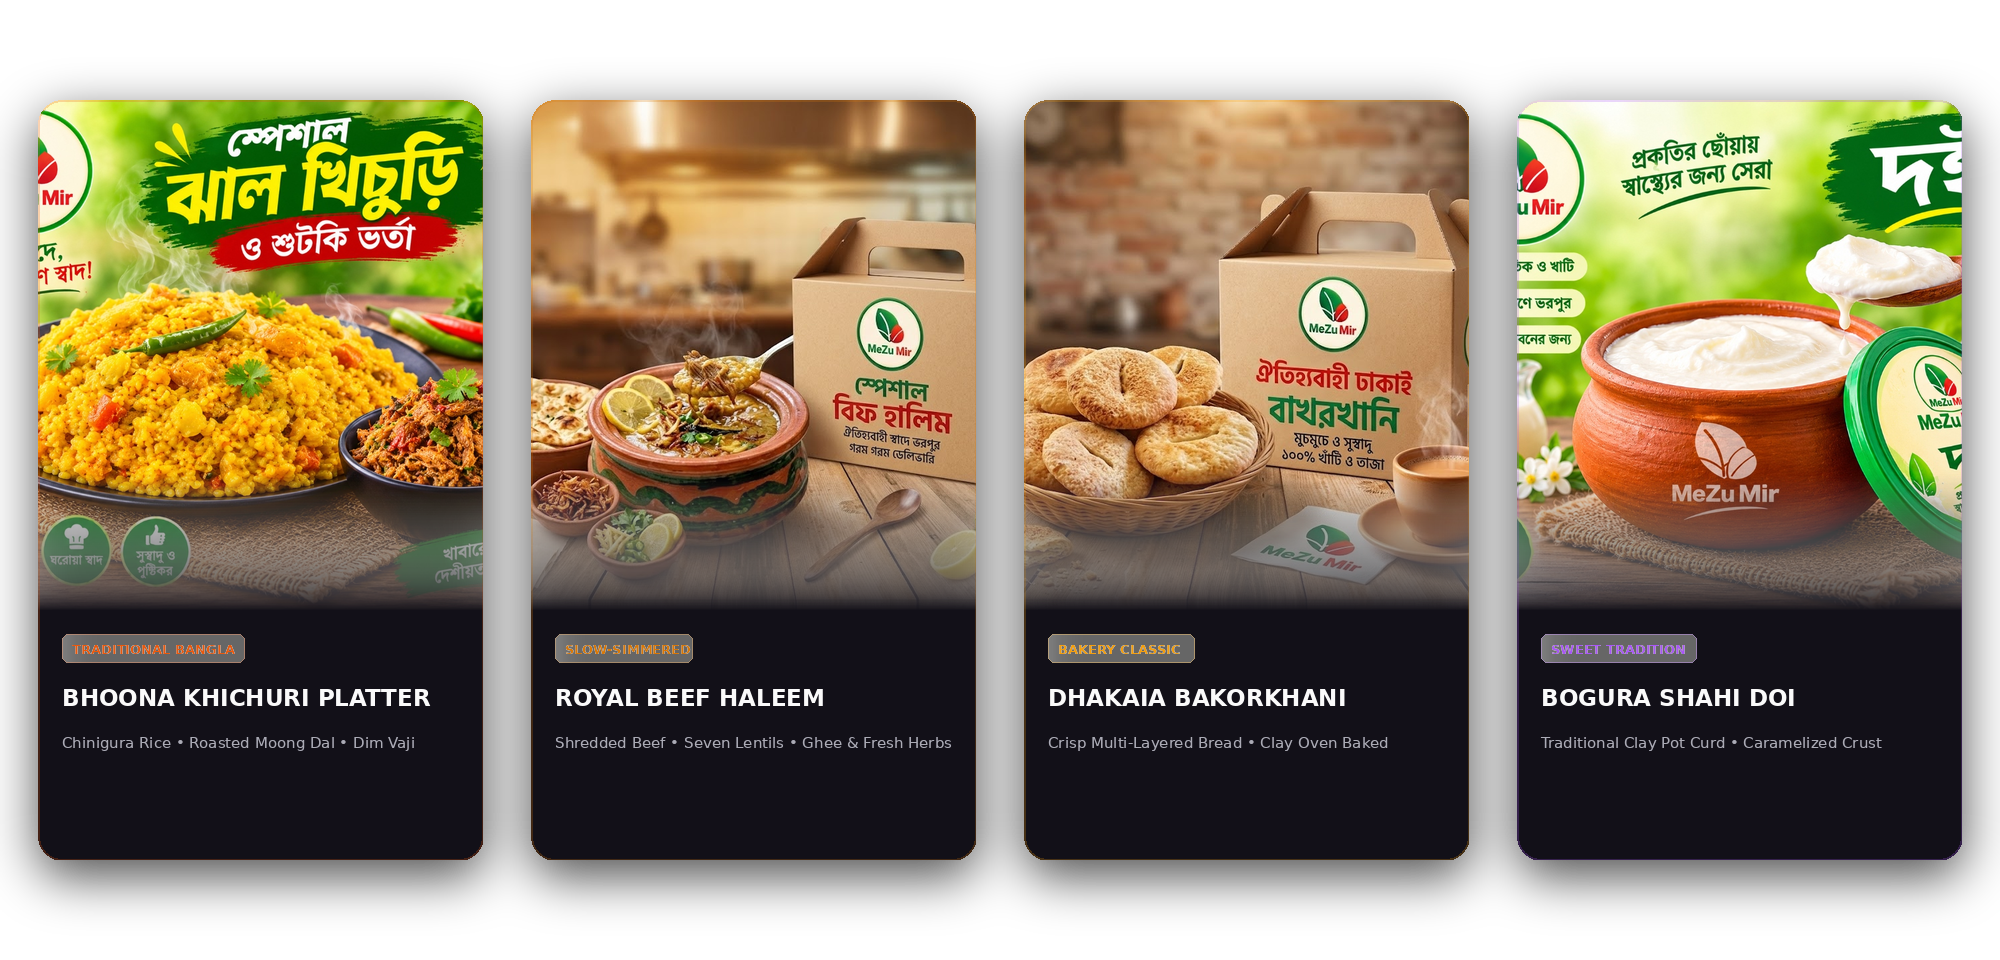 স্পেশাল
ঝাল খিচুড়ি
ও শুটকি ভর্তা
Mir
স্বাদ!
ঘরোয়া স্বাদ
সুস্বাদু ও
পুষ্টিকর
TRADITIONAL BANGLA
BHOONA KHICHURI PLATTER
Chinigura Rice • Roasted Moong Dal • Dim Vaji
MeZu Mir
স্পেশাল
বিফ হালিম
ঐতিহ্যবাহী স্বাদে ভরপুর
গরম গরম ডেলিভারি
SLOW-SIMMERED
ROYAL BEEF HALEEM
Shredded Beef • Seven Lentils • Ghee & Fresh Herbs
MeZu Mir
ঐতিহ্যবাহী ঢাকাই
বাখরখানি
মুচমুচে ও সুস্বাদু
১০০% খাঁটি ও তাজা
MeZu Mir
BAKERY CLASSIC
DHAKAIA BAKORKHANI
Crisp Multi-Layered Bread • Clay Oven Baked
প্রকৃতির ছোঁয়ায়
স্বাস্থ্যের জন্য সেরা
দই
Mir
ও খাটি
ভরপুর
জন্য
MeZu Mir
SWEET TRADITION
BOGURA SHAHI DOI
Traditional Clay Pot Curd • Caramelized Crust